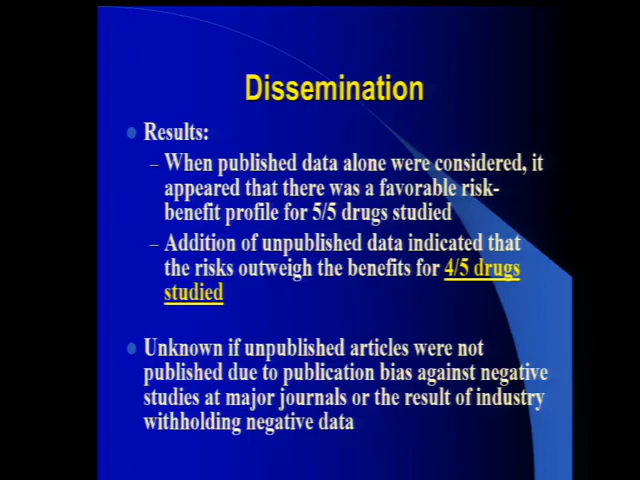 Dissemination
Results:
– When published data alone were considered, it
appeared that there was a favorable risk-
benefit profile for 5/5 drugs studied
– Addition of unpublished data indicated that
the risks outweigh the benefits for 4/5 drugs
studied
Unknown if unpublished articles were not
published due to publication bias against negative
studies at major journals or the result of industry
withholding negative data